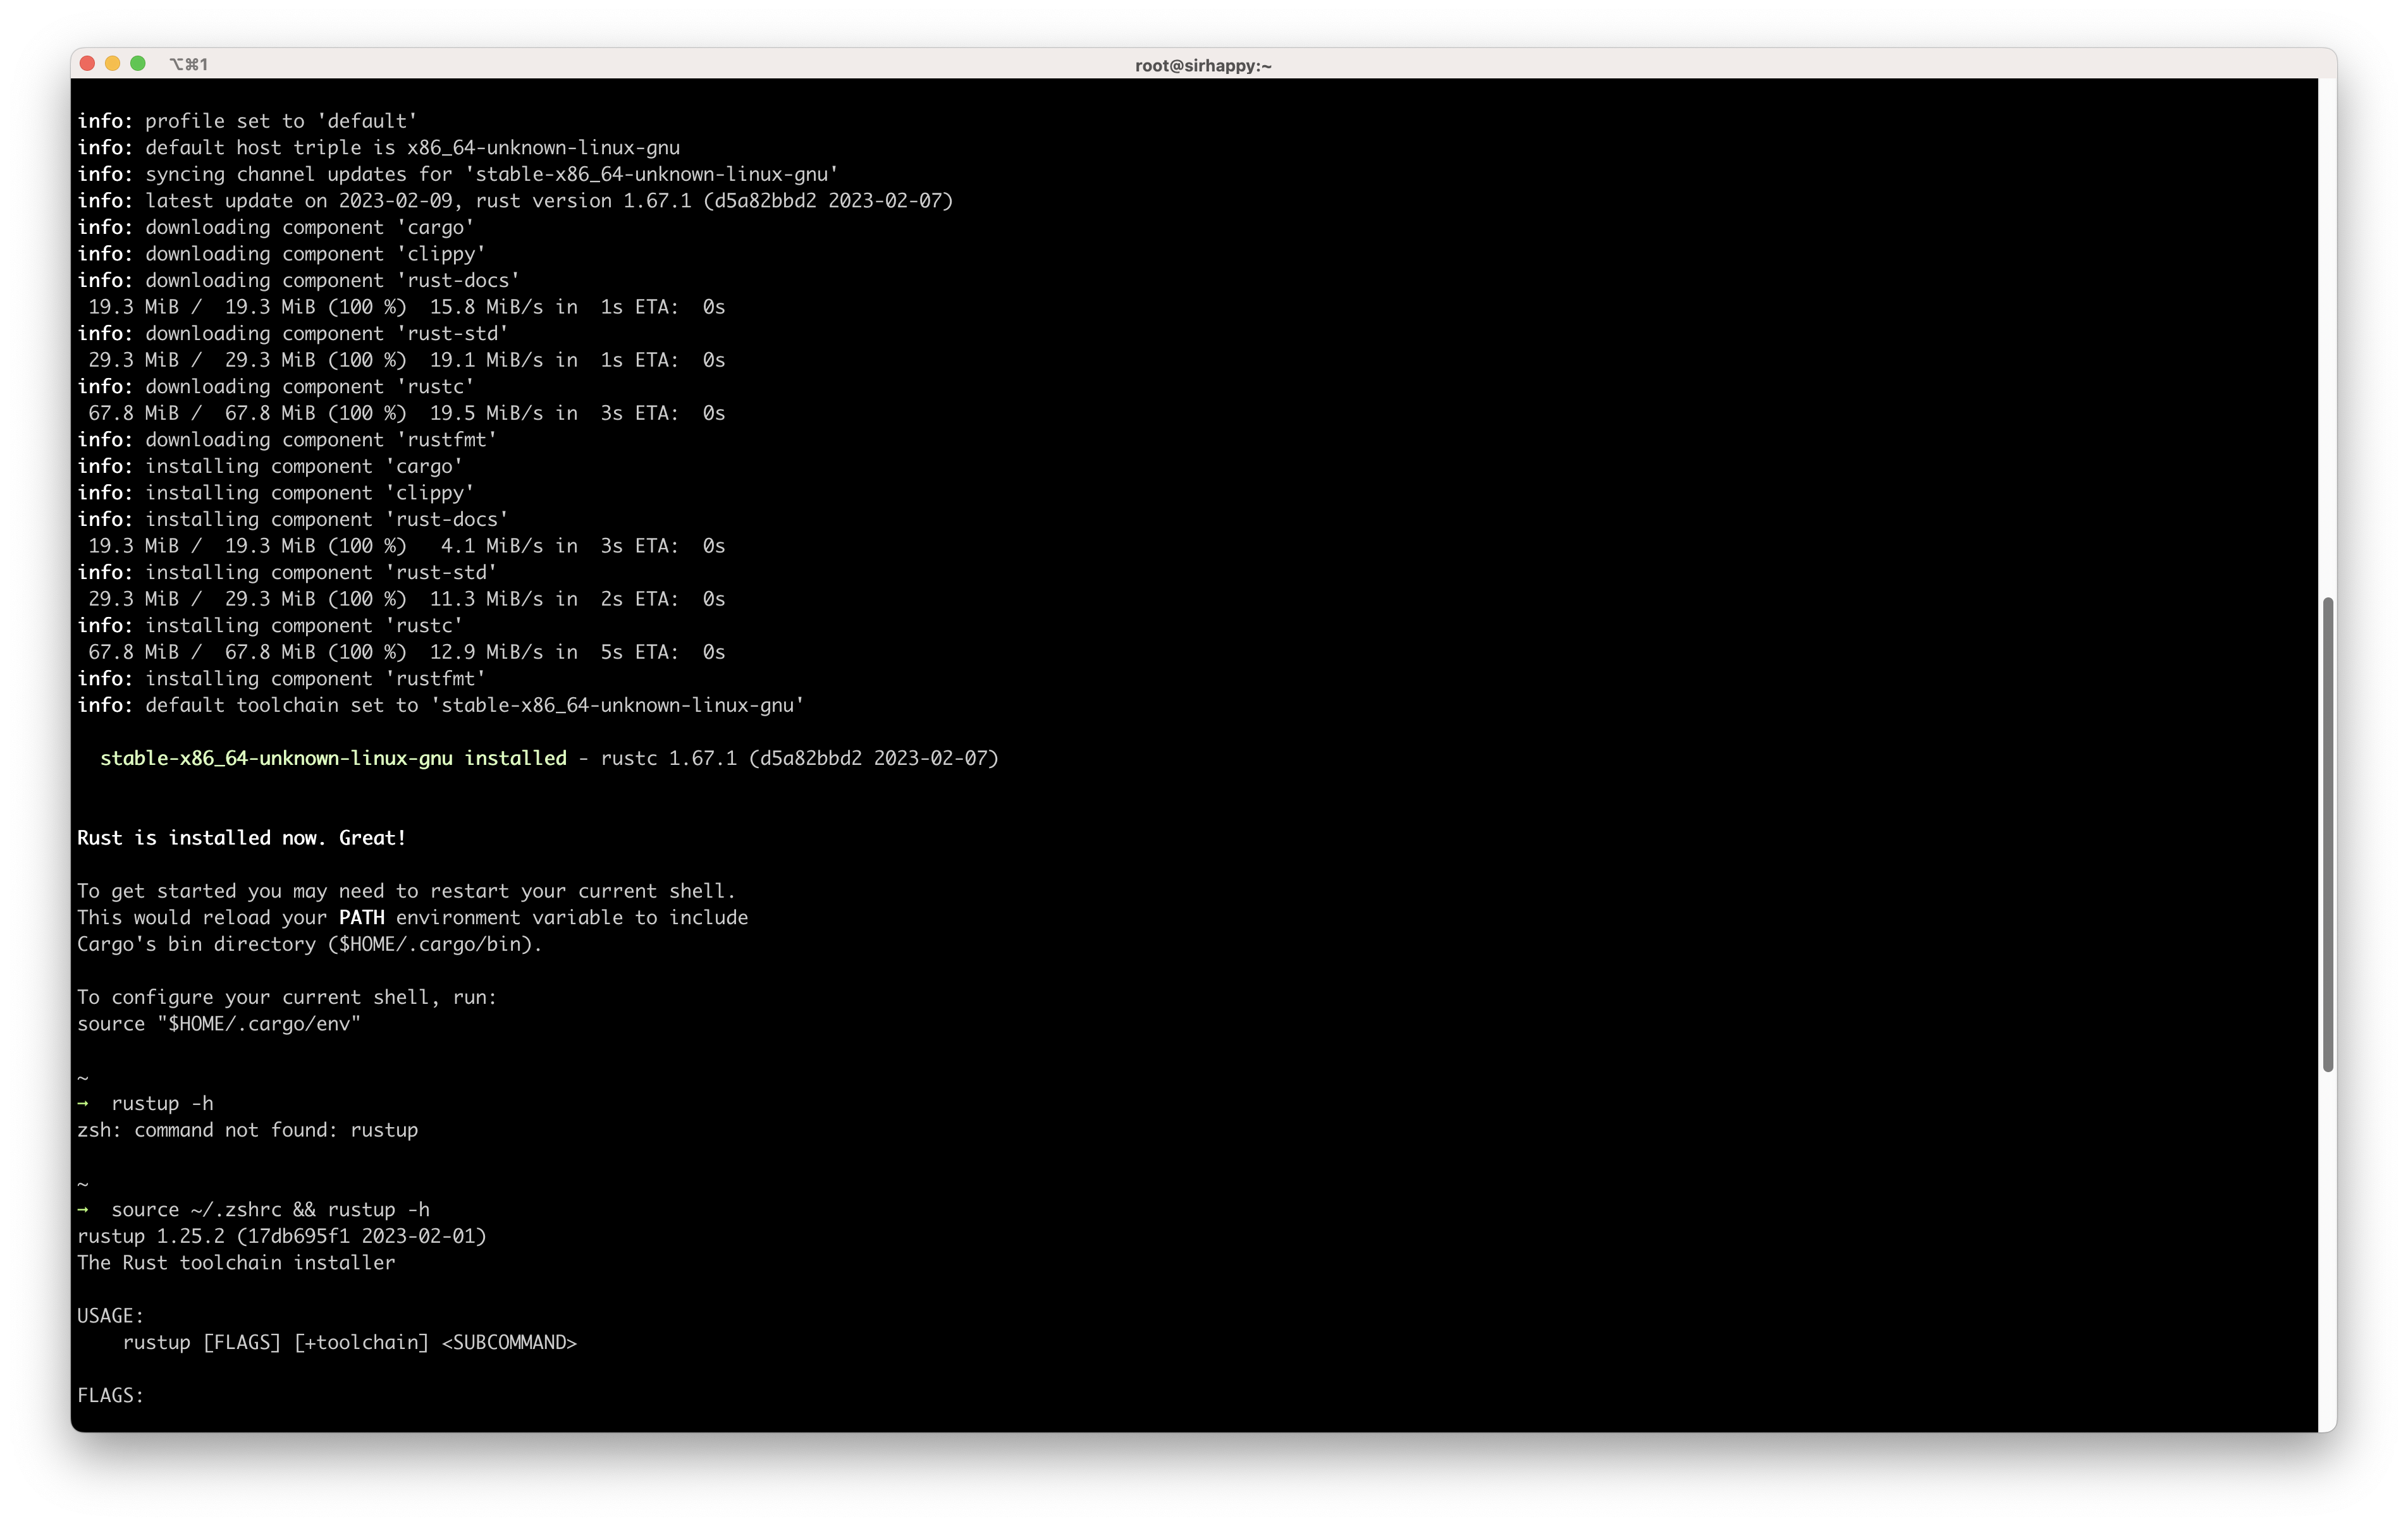 ⌥⌘1
root@sirhappy:~
info: profile set to 'default'
info: default host triple is x86_64-unknown-linux-gnu
info: syncing channel updates for 'stable-x86_64-unknown-linux-gnu'
info: latest update on 2023-02-09, rust version 1.67.1 (d5a82bbd2 2023-02-07)
info: downloading component 'cargo'
info: downloading component 'clippy'
info: downloading component 'rust-docs'
 19.3 MiB /  19.3 MiB (100 %)  15.8 MiB/s in  1s ETA:  0s
info: downloading component 'rust-std'
 29.3 MiB /  29.3 MiB (100 %)  19.1 MiB/s in  1s ETA:  0s
info: downloading component 'rustc'
 67.8 MiB /  67.8 MiB (100 %)  19.5 MiB/s in  3s ETA:  0s
info: downloading component 'rustfmt'
info: installing component 'cargo'
info: installing component 'clippy'
info: installing component 'rust-docs'
 19.3 MiB /  19.3 MiB (100 %)   4.1 MiB/s in  3s ETA:  0s
info: installing component 'rust-std'
 29.3 MiB /  29.3 MiB (100 %)  11.3 MiB/s in  2s ETA:  0s
info: installing component 'rustc'
 67.8 MiB /  67.8 MiB (100 %)  12.9 MiB/s in  5s ETA:  0s
info: installing component 'rustfmt'
info: default toolchain set to 'stable-x86_64-unknown-linux-gnu'
  stable-x86_64-unknown-linux-gnu installed - rustc 1.67.1 (d5a82bbd2 2023-02-07)
Rust is installed now. Great!
To get started you may need to restart your current shell.
This would reload your PATH environment variable to include
Cargo's bin directory ($HOME/.cargo/bin).
To configure your current shell, run:
source "$HOME/.cargo/env"
~
→  rustup -h
zsh: command not found: rustup
~
→  source ~/.zshrc && rustup -h
rustup 1.25.2 (17db695f1 2023-02-01)
The Rust toolchain installer
USAGE:
    rustup [FLAGS] [+toolchain] <SUBCOMMAND>
FLAGS: